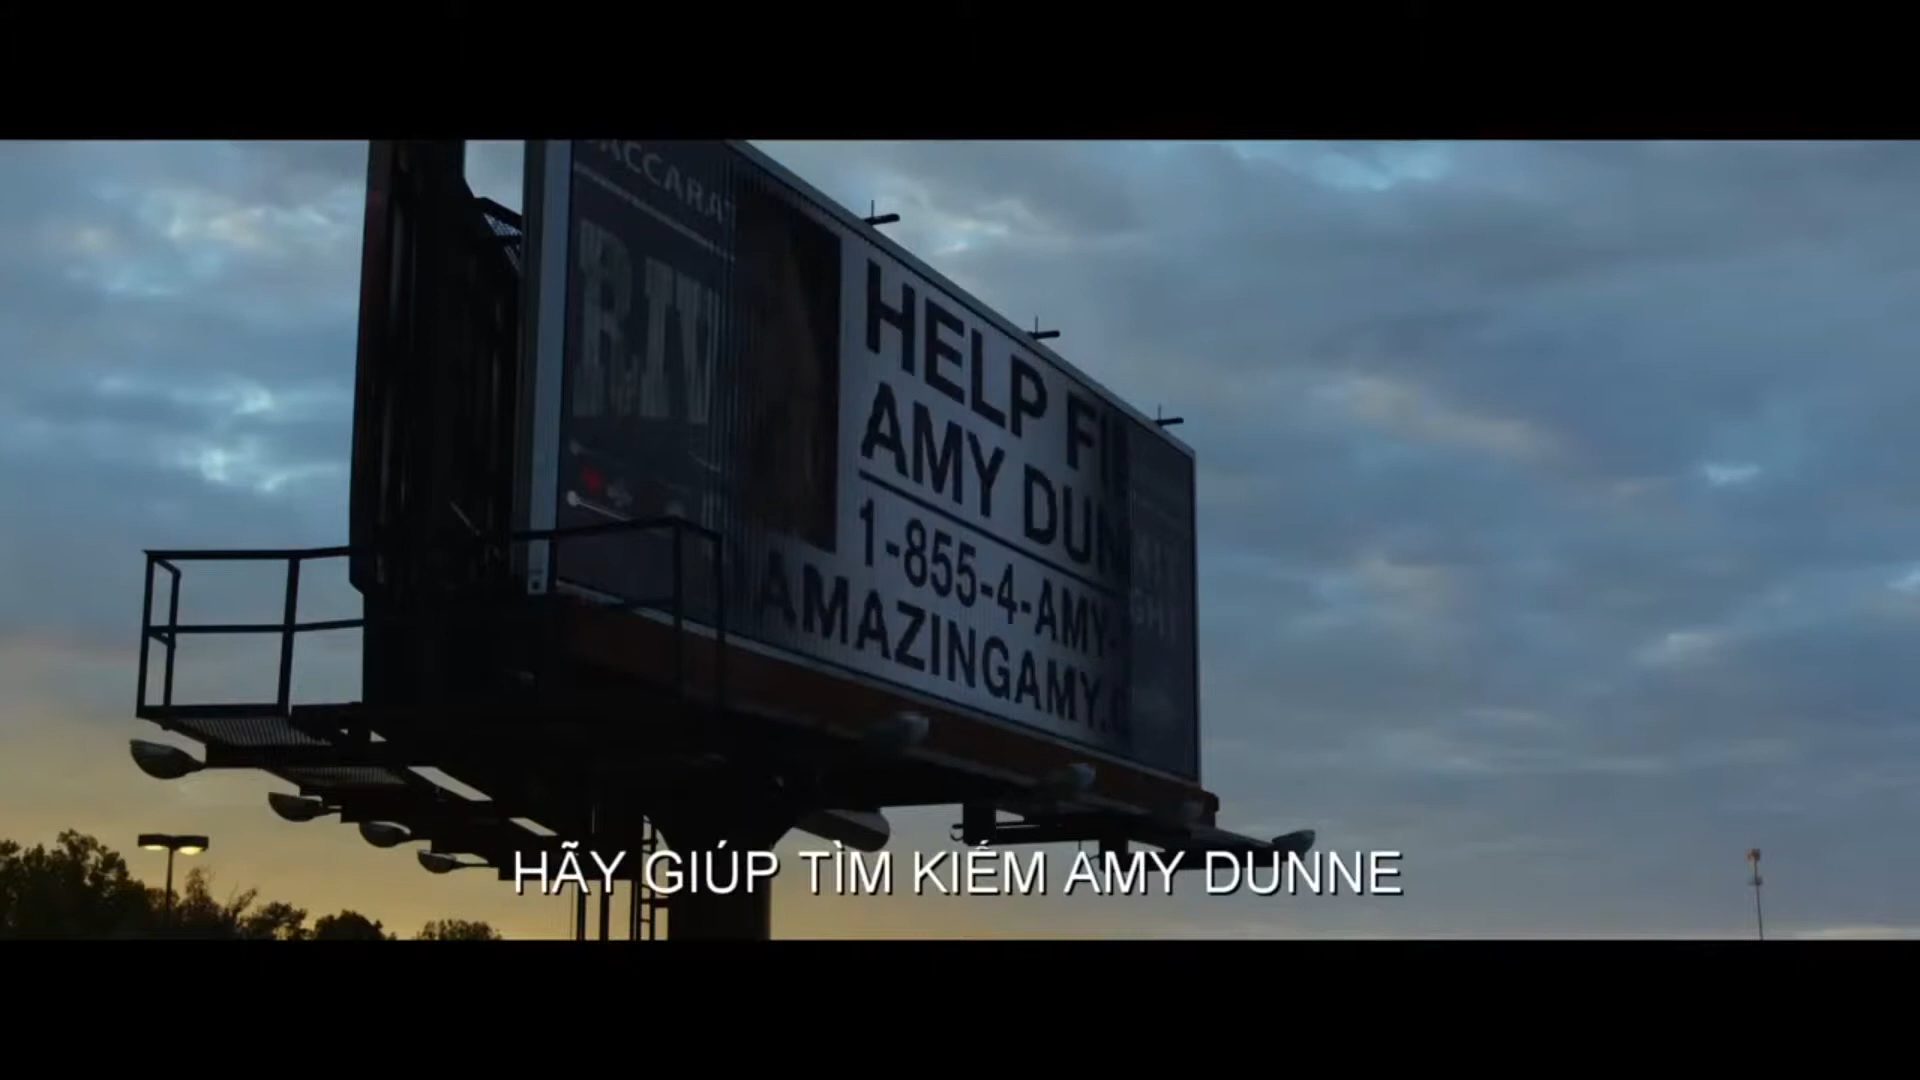 HELP FI
AMY DUN
1-855-4-AMY-
AMAZINGAMY.
HÃY GIÚP TÌM KIẾM AMY DUNNE